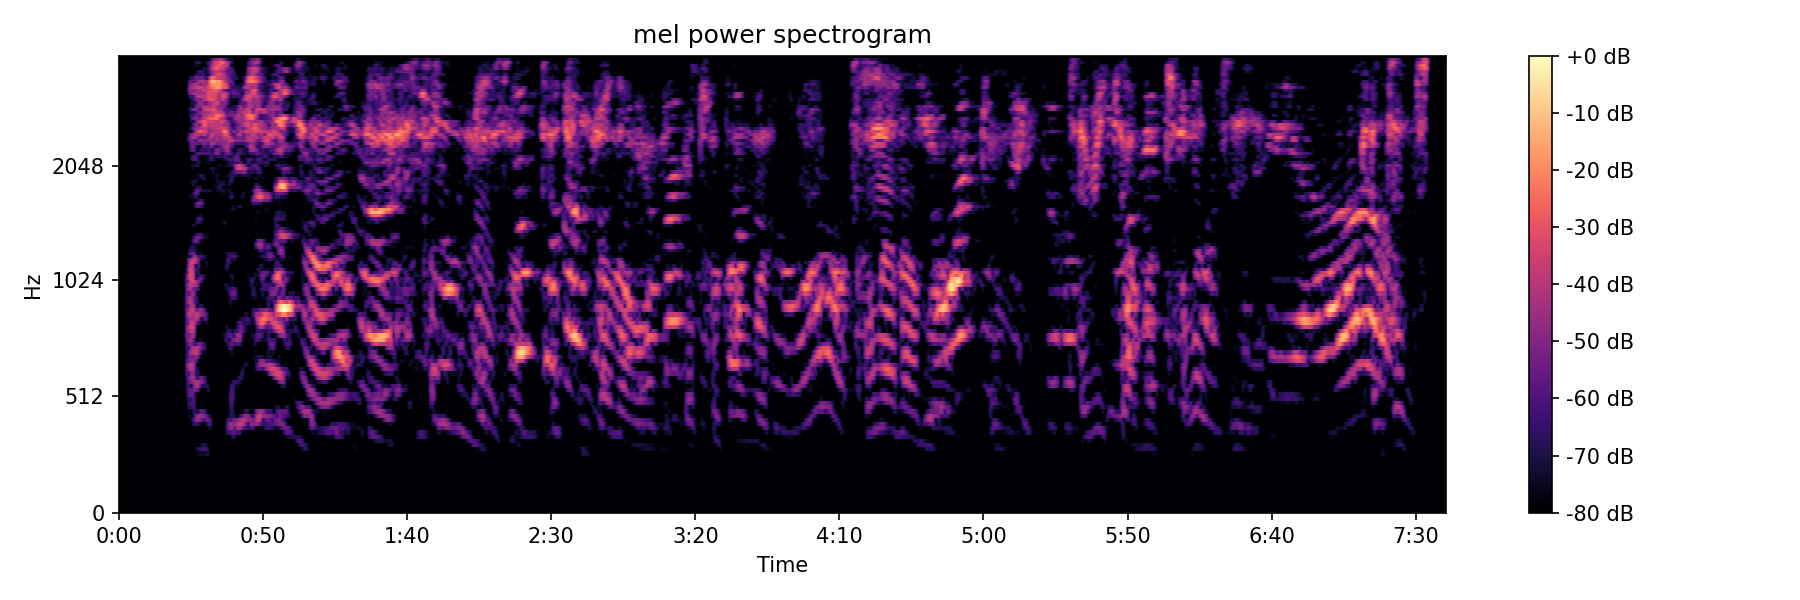 mel power spectrogram
Hz
2048
1024
512
0
0:00 0:50 1:40 2:30 3:20 4:10 5:00 5:50 6:40 7:30
Time
+0 dB
-10 dB
-20 dB
-30 dB
-40 dB
-50 dB
-60 dB
-70 dB
-80 dB